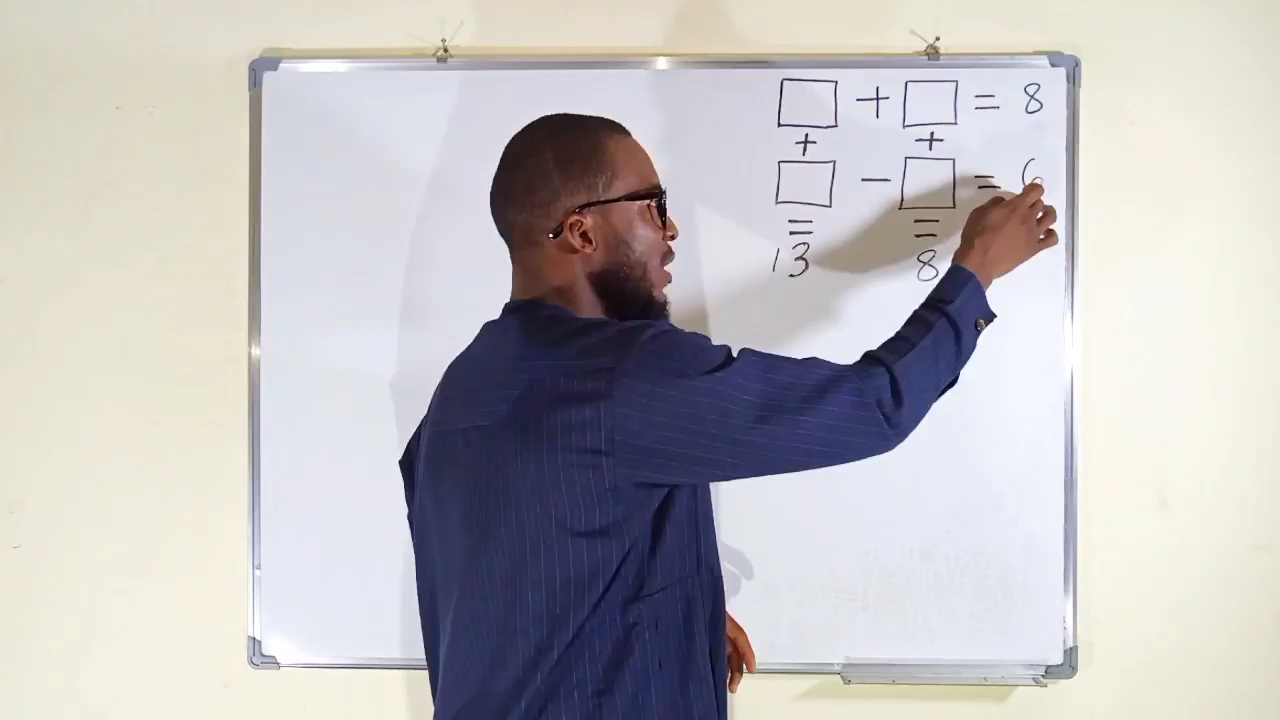 □ + □ = 8
+ +
□ - □ = 6
= =
13 8